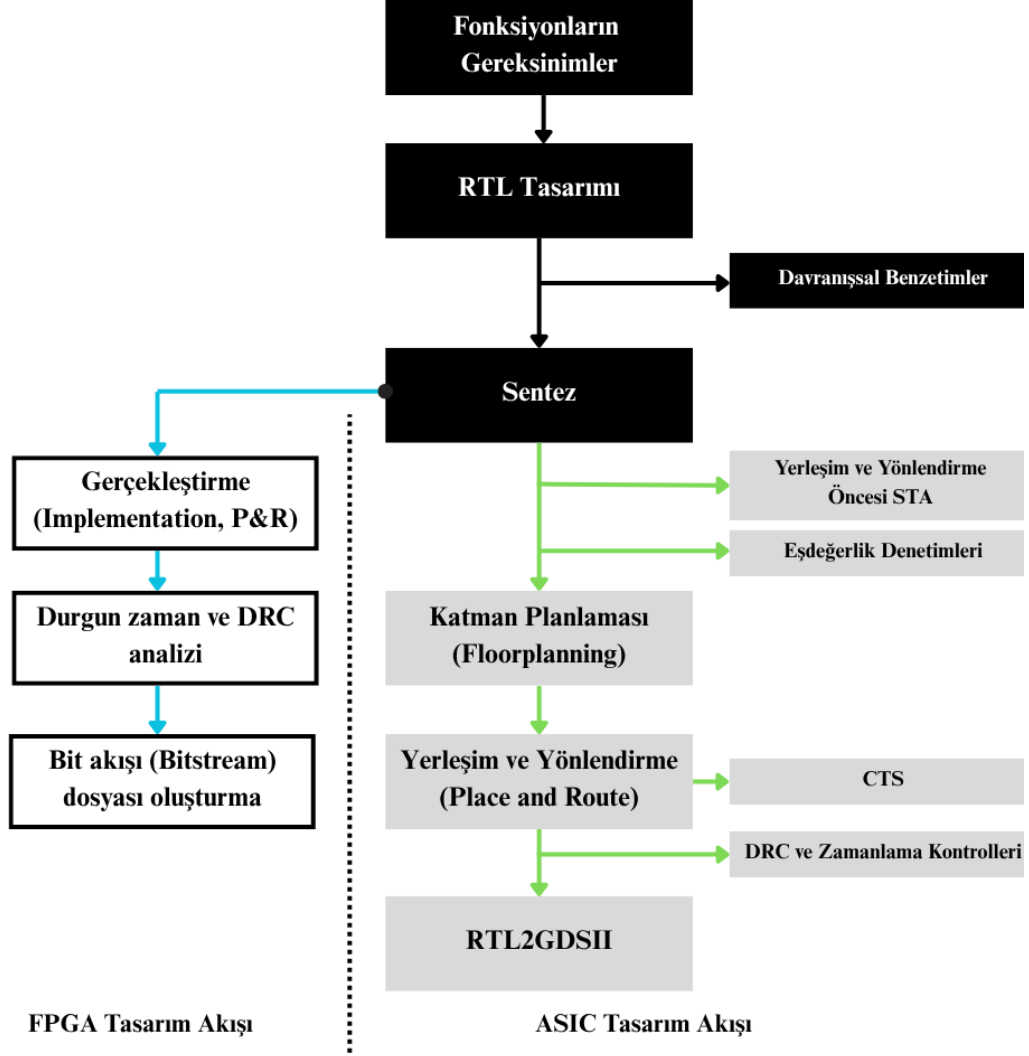 Fonksiyonların
Gereksinimler
RTL Tasarımı
Davranışsal Benzetimler
Sentez
Gerçekleştirme
(Implementation, P&R)
Yerleşim ve Yönlendirme
Öncesi STA
Eşdeğerlik Denetimleri
Durgun zaman ve DRC
analizi
Katman Planlaması
(Floorplanning)
Bit akışı (Bitstream)
dosyası oluşturma
Yerleşim ve Yönlendirme
(Place and Route)
CTS
DRC ve Zamanlama Kontrolleri
RTL2GDSII
FPGA Tasarım Akışı
ASIC Tasarım Akışı